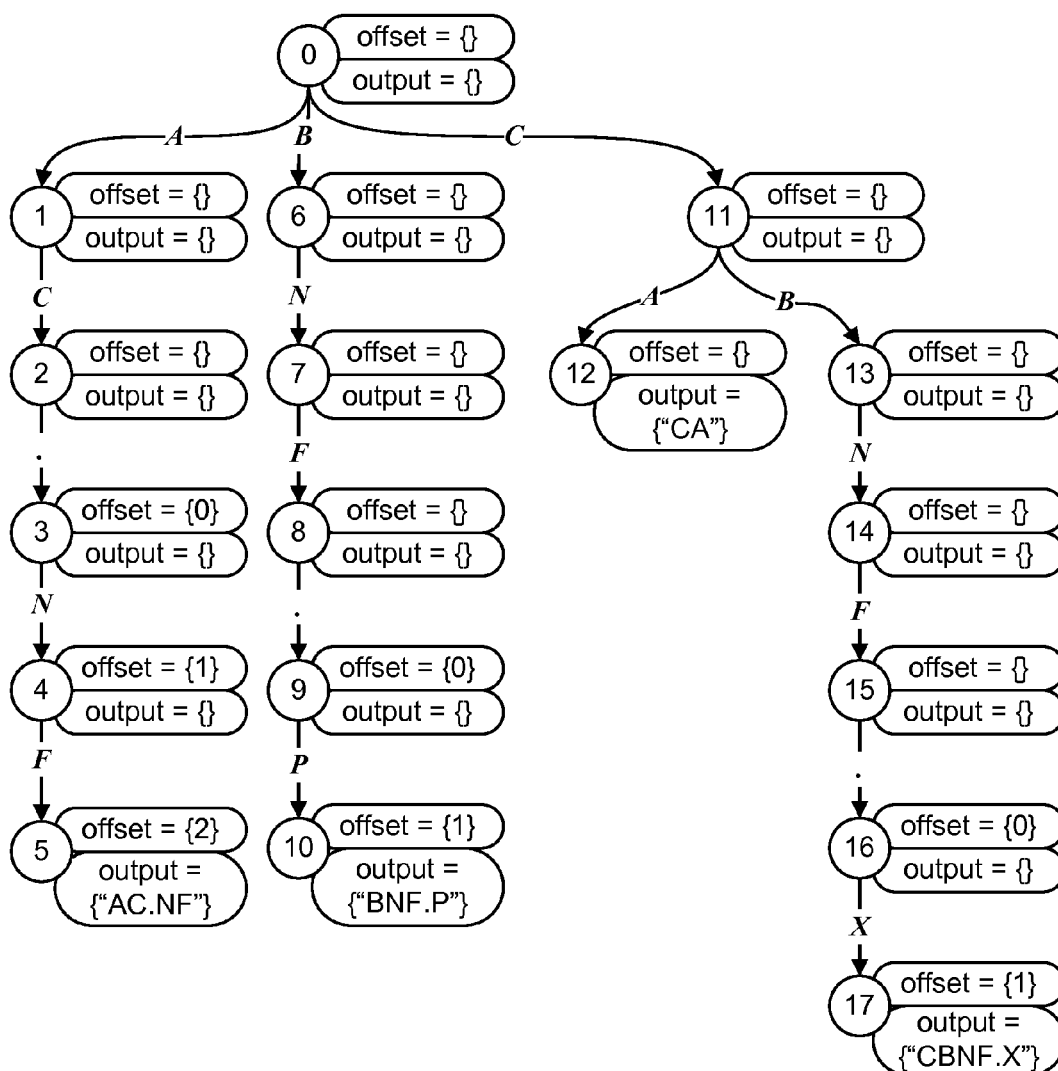 0
offset = {}
output = {}
A
B
C
1
offset = {}
output = {}
6
offset = {}
output = {}
11
offset = {}
output = {}
C
N
A
B
2
offset = {}
output = {}
7
offset = {}
output = {}
12
offset = {}
output =
{“CA”}
13
offset = {}
output = {}
.
F
N
3
offset = {0}
output = {}
8
offset = {}
output = {}
14
offset = {}
output = {}
N
.
F
4
offset = {1}
output = {}
9
offset = {0}
output = {}
15
offset = {}
output = {}
F
P
.
5
offset = {2}
output =
{“AC.NF”}
10
offset = {1}
output =
{“BNF.P”}
16
offset = {0}
output = {}
X
17
offset = {1}
output =
{“CBNF.X”}